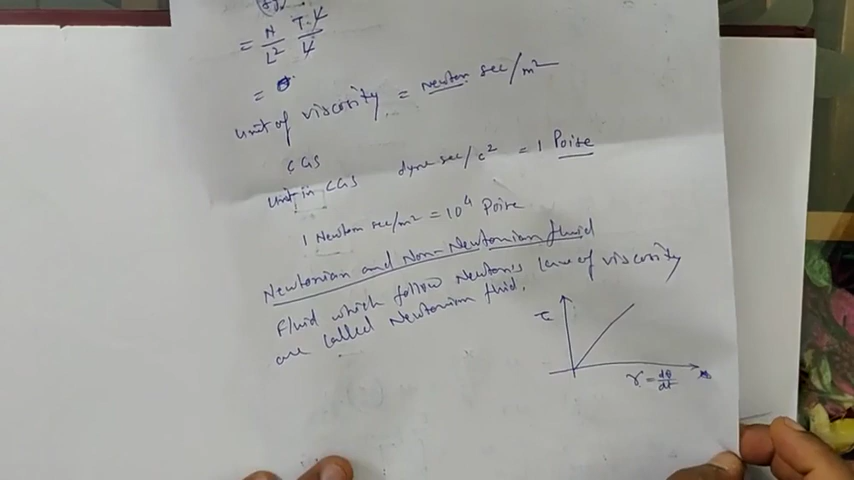 = N/L² T.L/L
=
unit of viscosity = Newton sec/m²
CGS
unit in CGS dyne sec/c² = 1 Poise
1 Newton sec/m² = 10⁴ Poise
Newtonian and Non-Newtonian fluid
Fluid which follow Newton's law of viscosity
are called Newtonian fluid.
τ
γ = dθ/dt